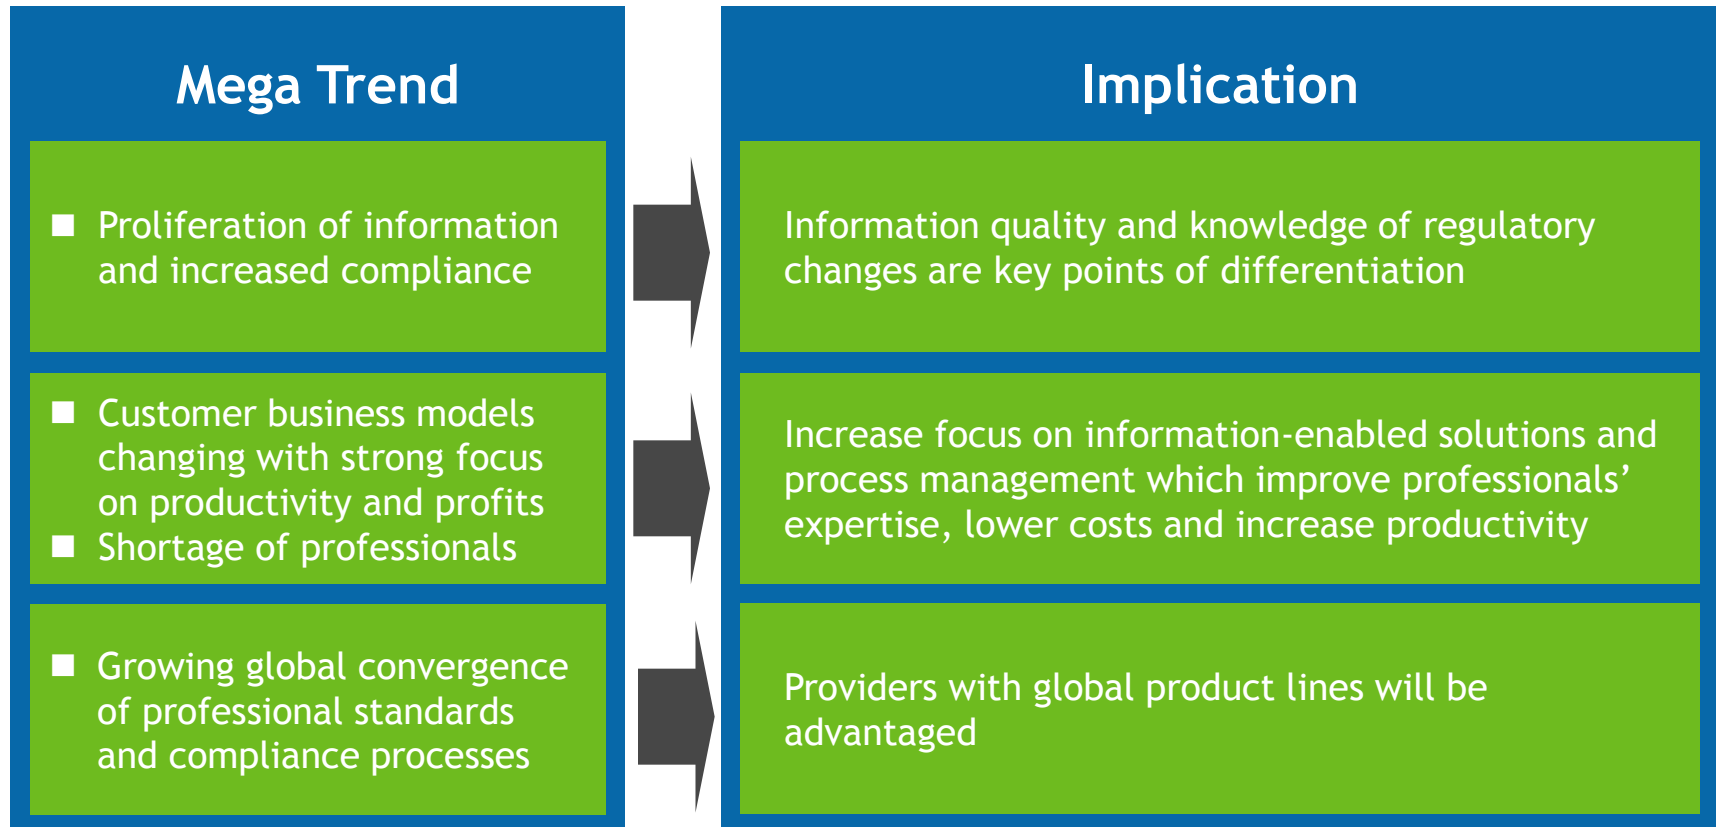 Mega Trend
Implication
■ Proliferation of information
and increased compliance
Information quality and knowledge of regulatory
changes are key points of differentiation
■ Customer business models
changing with strong focus
on productivity and profits
■ Shortage of professionals
Increase focus on information-enabled solutions and
process management which improve professionals’
expertise, lower costs and increase productivity
■ Growing global convergence
of professional standards
and compliance processes
Providers with global product lines will be
advantaged